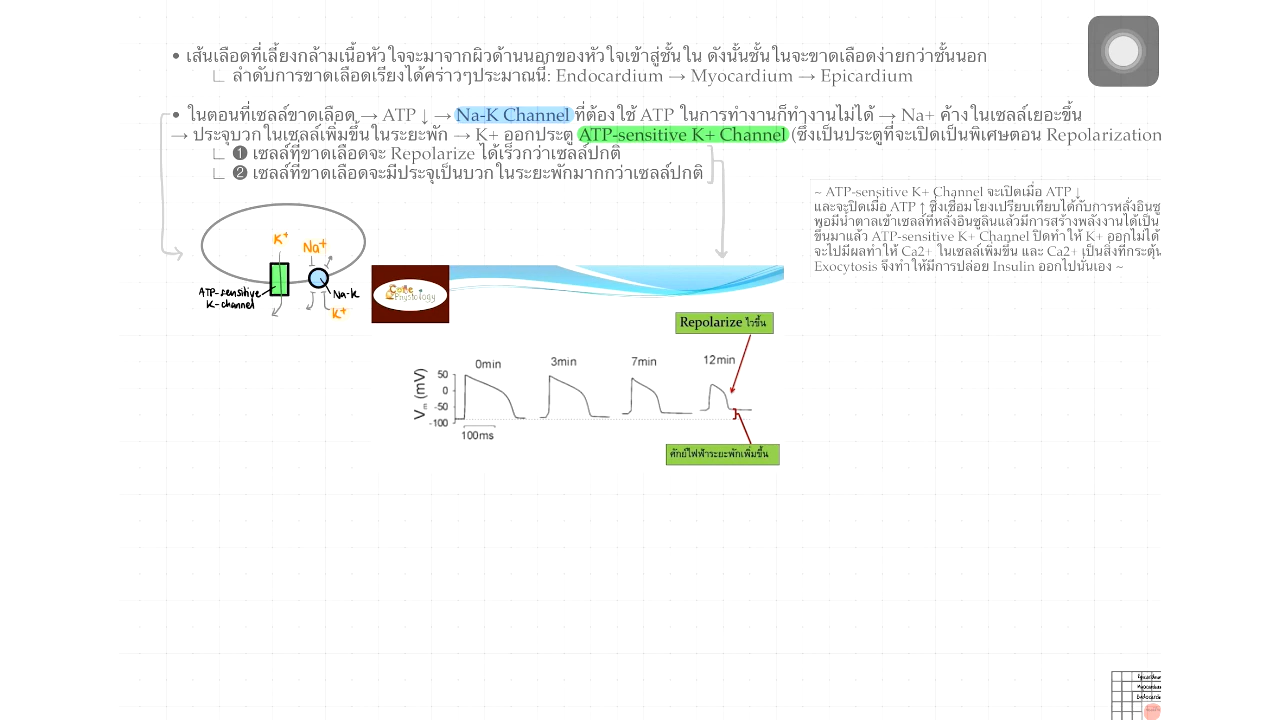 • เส้นเลือดที่เลี้ยงกล้ามเนื้อหัวใจจะมาจากผิวด้านนอกของหัวใจเข้าสู่ชั้นใน ดังนั้นชั้นในจะขาดเลือดง่ายกว่าชั้นนอก
∟ ลำดับการขาดเลือดเรียงได้คร่าวๆประมาณนี้: Endocardium → Myocardium → Epicardium
• ในตอนที่เซลล์ขาดเลือด → ATP ↓ → Na-K Channel ที่ต้องใช้ ATP ในการทำงานก็ทำงานไม่ได้ → Na+ ค้างในเซลล์เยอะขึ้น
→ ประจุบวกในเซลล์เพิ่มขึ้นในระยะพัก → K+ ออกประตู ATP-sensitive K+ Channel (ซึ่งเป็นประตูที่จะเปิดเป็นพิเศษตอน Repolarization
∟ ❶ เซลล์ที่ขาดเลือดจะ Repolarize ได้เร็วกว่าเซลล์ปกติ
∟ ❷ เซลล์ที่ขาดเลือดจะมีประจุเป็นบวกในระยะพักมากกว่าเซลล์ปกติ
~ ATP-sensitive K+ Channel จะเปิดเมื่อ ATP ↓
และจะปิดเมื่อ ATP ↑ ซึ่งเชื่อมโยงเปรียบเทียบได้กับการหลั่งอินซู
พอมีน้ำตาลเข้าเซลล์ที่หลั่งอินซูลินแล้วมีการสร้างพลังงานได้เป็น
ขึ้นมาแล้ว ATP-sensitive K+ Channel ปิดทำให้ K+ ออกไม่ได้
จะไปมีผลทำให้ Ca2+ ในเซลล์เพิ่มขึ้น และ Ca2+ เป็นสิ่งที่กระตุ้น
Exocytosis จึงทำให้มีการปล่อย Insulin ออกไปนั่นเอง ~
K+
Na+
ATP-sensitive
K-channel
Na-K
K+
Core
Physiology
Repolarize ไวขึ้น
0min 3min 7min 12min
Vm (mV)
50
0
-50
-100
100ms
ศักย์ไฟฟ้าระยะพักเพิ่มขึ้น
Epicardium
Myocardium
Endocardium